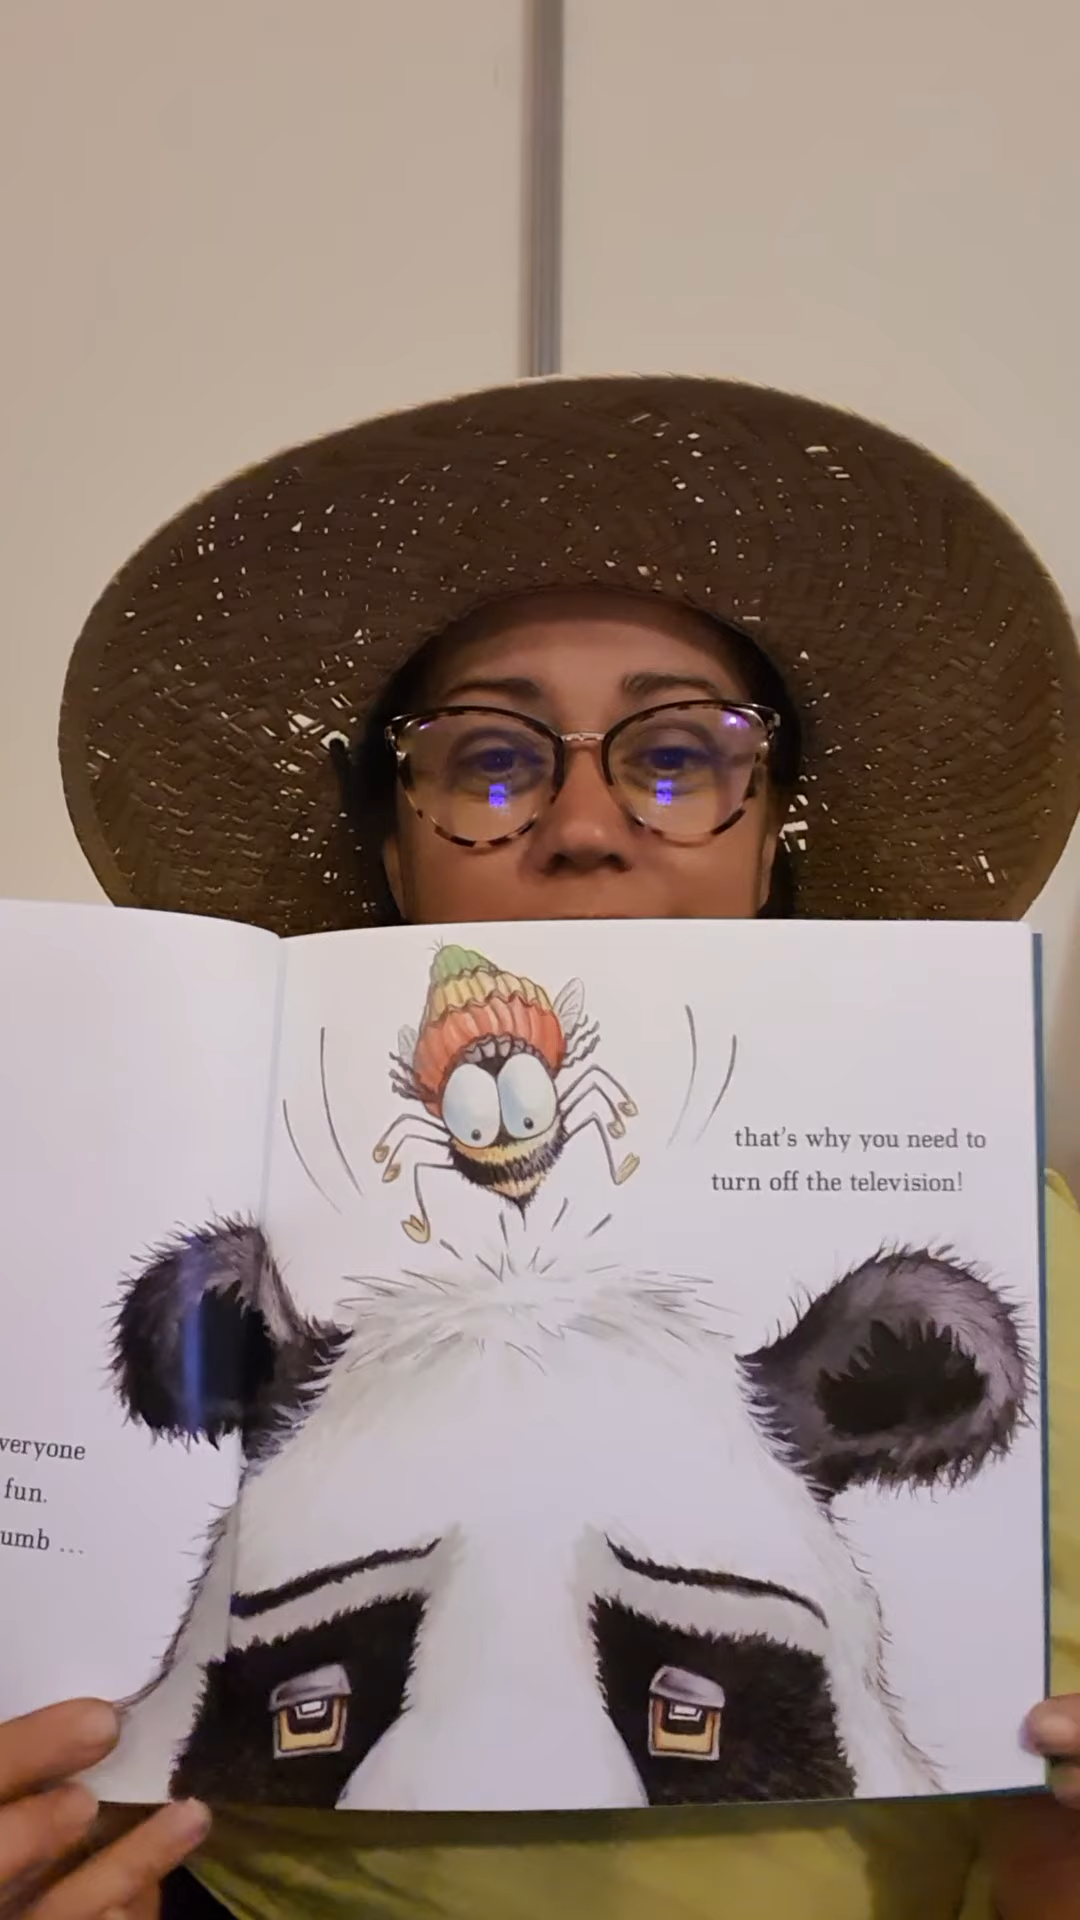 veryone
fun.
umb ...
that's why you need to
turn off the television!